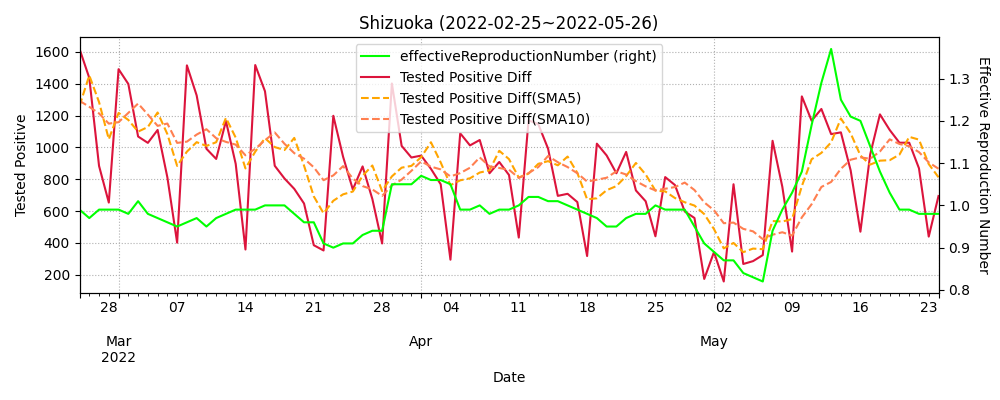 Shizuoka (2022-02-25~2022-05-26)
effectiveReproductionNumber (right)
Tested Positive Diff
Tested Positive Diff(SMA5)
Tested Positive Diff(SMA10)
Tested Positive
1600
1400
1200
1000
800
600
400
200
Effective Reproduction Number
1.3
1.2
1.1
1.0
0.9
0.8
28 07 14 21 28 04 11 18 25 02 09 16 23
Mar Apr May
2022
Date